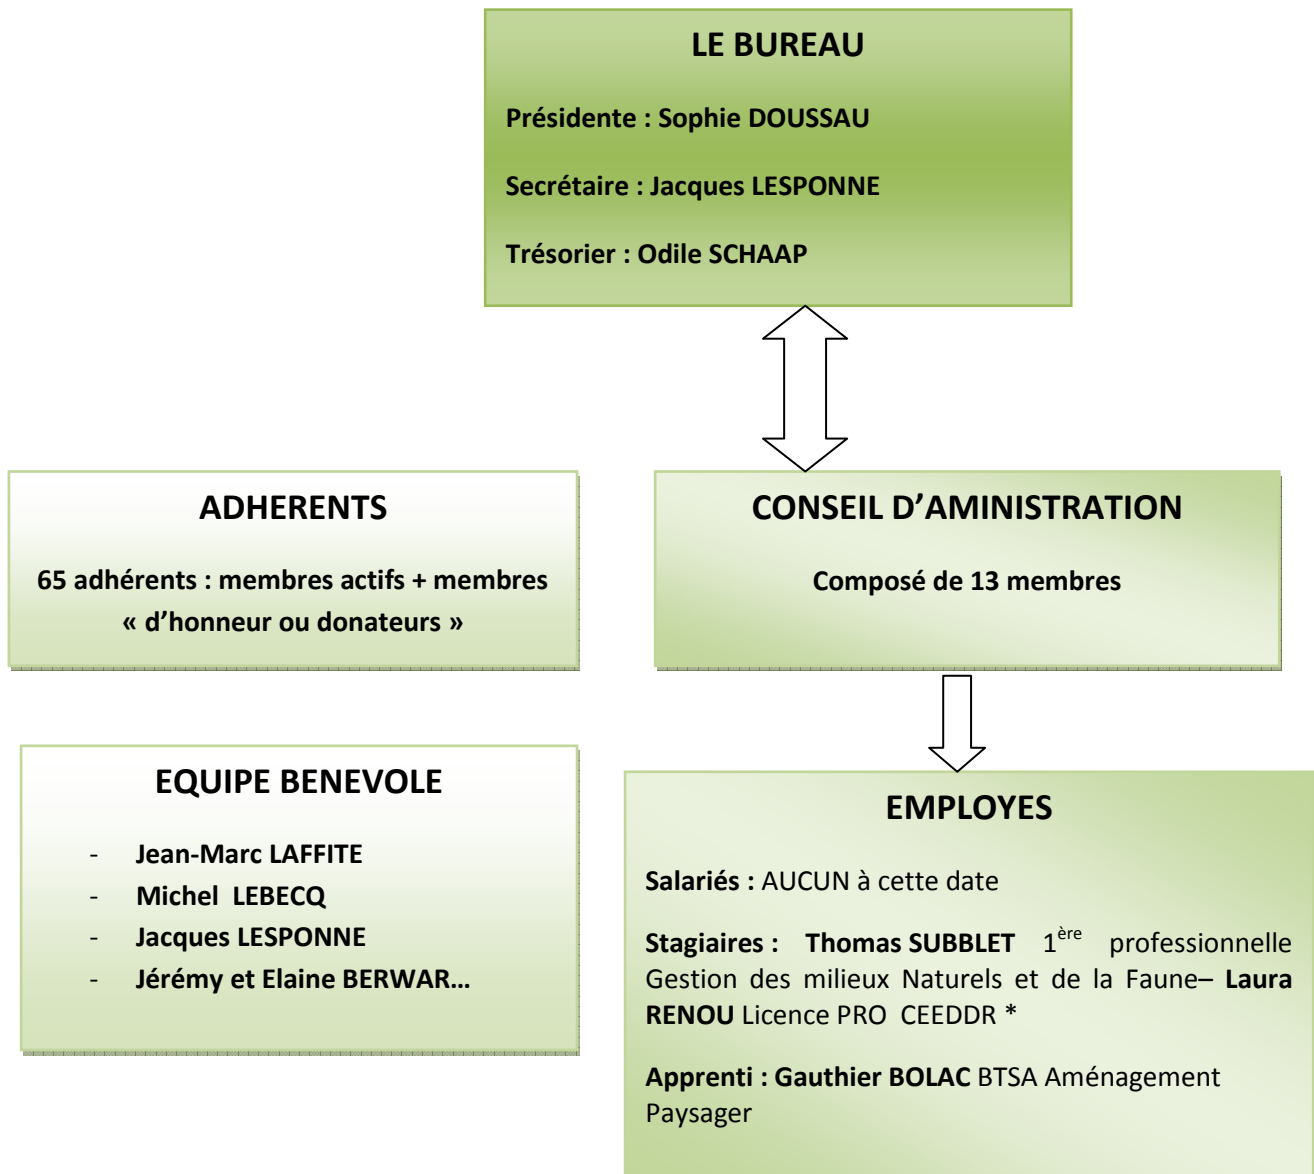 LE BUREAU
Présidente : Sophie DOUSSAU
Secrétaire : Jacques LESPONNE
Trésorier : Odile SCHAAP
ADHERENTS
65 adhérents : membres actifs + membres
« d’honneur ou donateurs »
CONSEIL D’AMINISTRATION
Composé de 13 membres
EQUIPE BENEVOLE
- Jean-Marc LAFFITE
- Michel LEBECQ
- Jacques LESPONNE
- Jérémy et Elaine BERWAR…
EMPLOYES
Salariés : AUCUN à cette date
Stagiaires : Thomas SUBBLET 1ère professionnelle
Gestion des milieux Naturels et de la Faune– Laura
RENOU Licence PRO CEEDDR *
Apprenti : Gauthier BOLAC BTSA Aménagement
Paysager